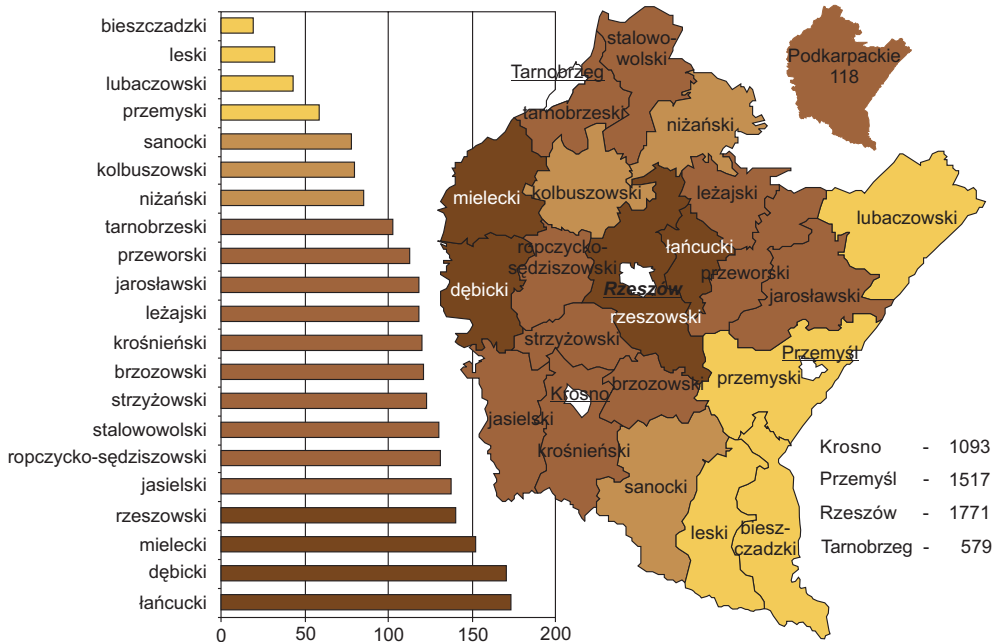 bieszczadzki
leski
lubaczowski
przemyski
sanocki
kolbuszowski
niżański
tarnobrzeski
przeworski
jarosławski
leżajski
krośnieński
brzozowski
strzyżowski
stalowowolski
ropczycko-sędziszowski
jasielski
rzeszowski
mielecki
dębicki
łańcucki
0 50 100 150 200
stalowo-
wolski
Tarnobrzeg
tarnobrzeski
niżański
mielecki
kolbuszowski
leżajski
lubaczowski
ropczycko-
sędziszowski
łańcucki
przeworski
dębicki
Rzeszów
jarosławski
rzeszowski
strzyżowski
Przemyśl
przemyski
brzozowski
Krosno
jasielski
krośnieński
sanocki
leski
biesz-
czadzki
Podkarpackie
118
Krosno - 1093
Przemyśl - 1517
Rzeszów - 1771
Tarnobrzeg - 579